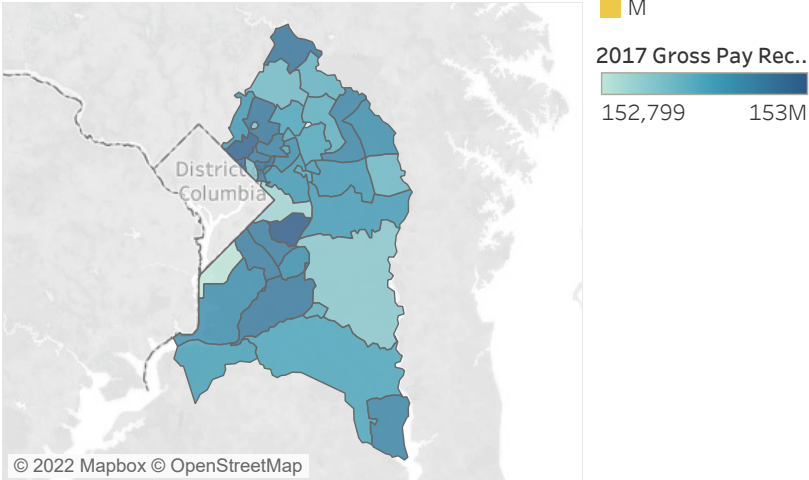 M
2017 Gross Pay Rec..
152,799 153M
District
Columbia
© 2022 Mapbox © OpenStreetMap